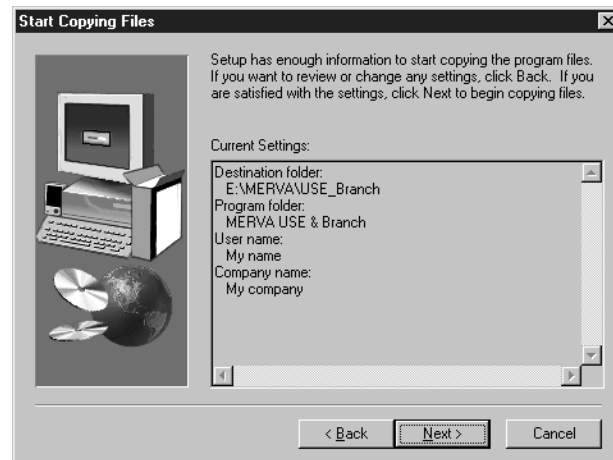 Start Copying Files
Setup has enough information to start copying the program files.
If you want to review or change any settings, click Back. If you
are satisfied with the settings, click Next to begin copying files.
Current Settings:
Destination folder:
E:\MERVA\USE_Branch
Program folder:
MERVA USE & Branch
User name:
My name
Company name:
My company
< Back
Next >
Cancel